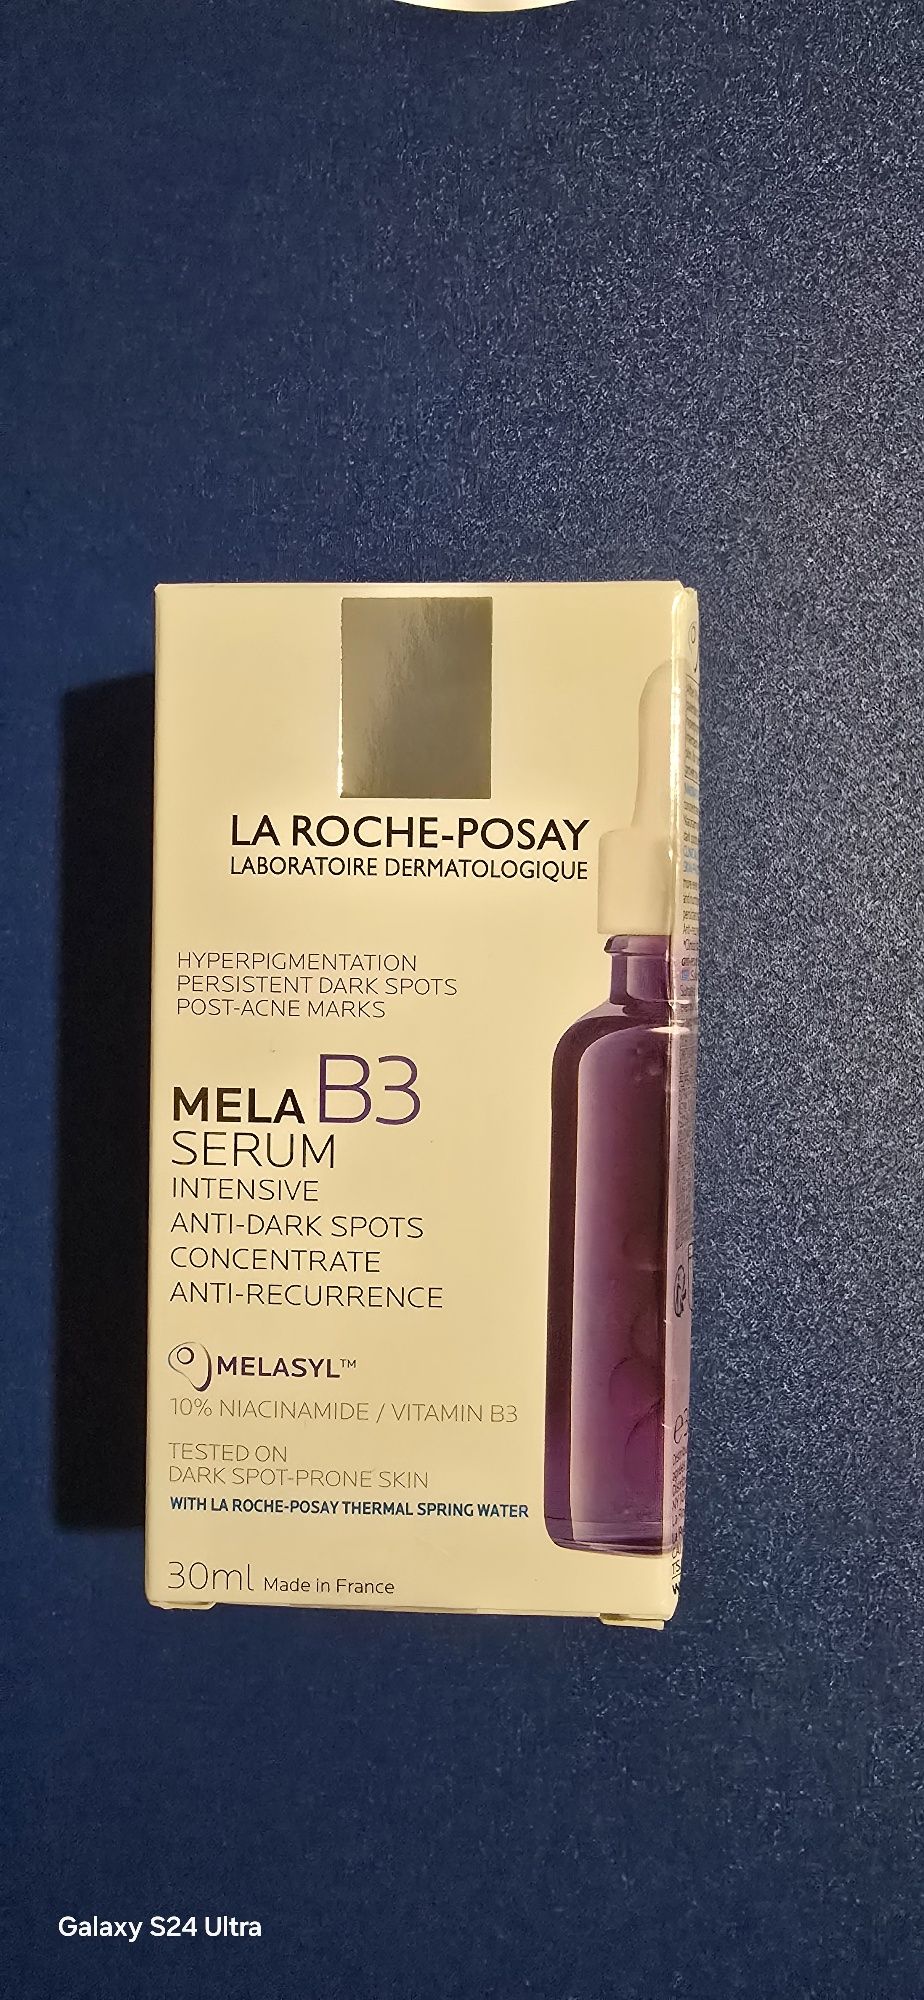 LA ROCHE-POSAY
LABORATOIRE DERMATOLOGIQUE
HYPERPIGMENTATION
PERSISTENT DARK SPOTS
POST-ACNE MARKS
MELA B3
SERUM
INTENSIVE
ANTI-DARK SPOTS
CONCENTRATE
ANTI-RECURRENCE
MELASYL™
10% NIACINAMIDE / VITAMIN B3
TESTED ON
DARK SPOT-PRONE SKIN
WITH LA ROCHE-POSAY THERMAL SPRING WATER
30ml Made in France
Galaxy S24 Ultra